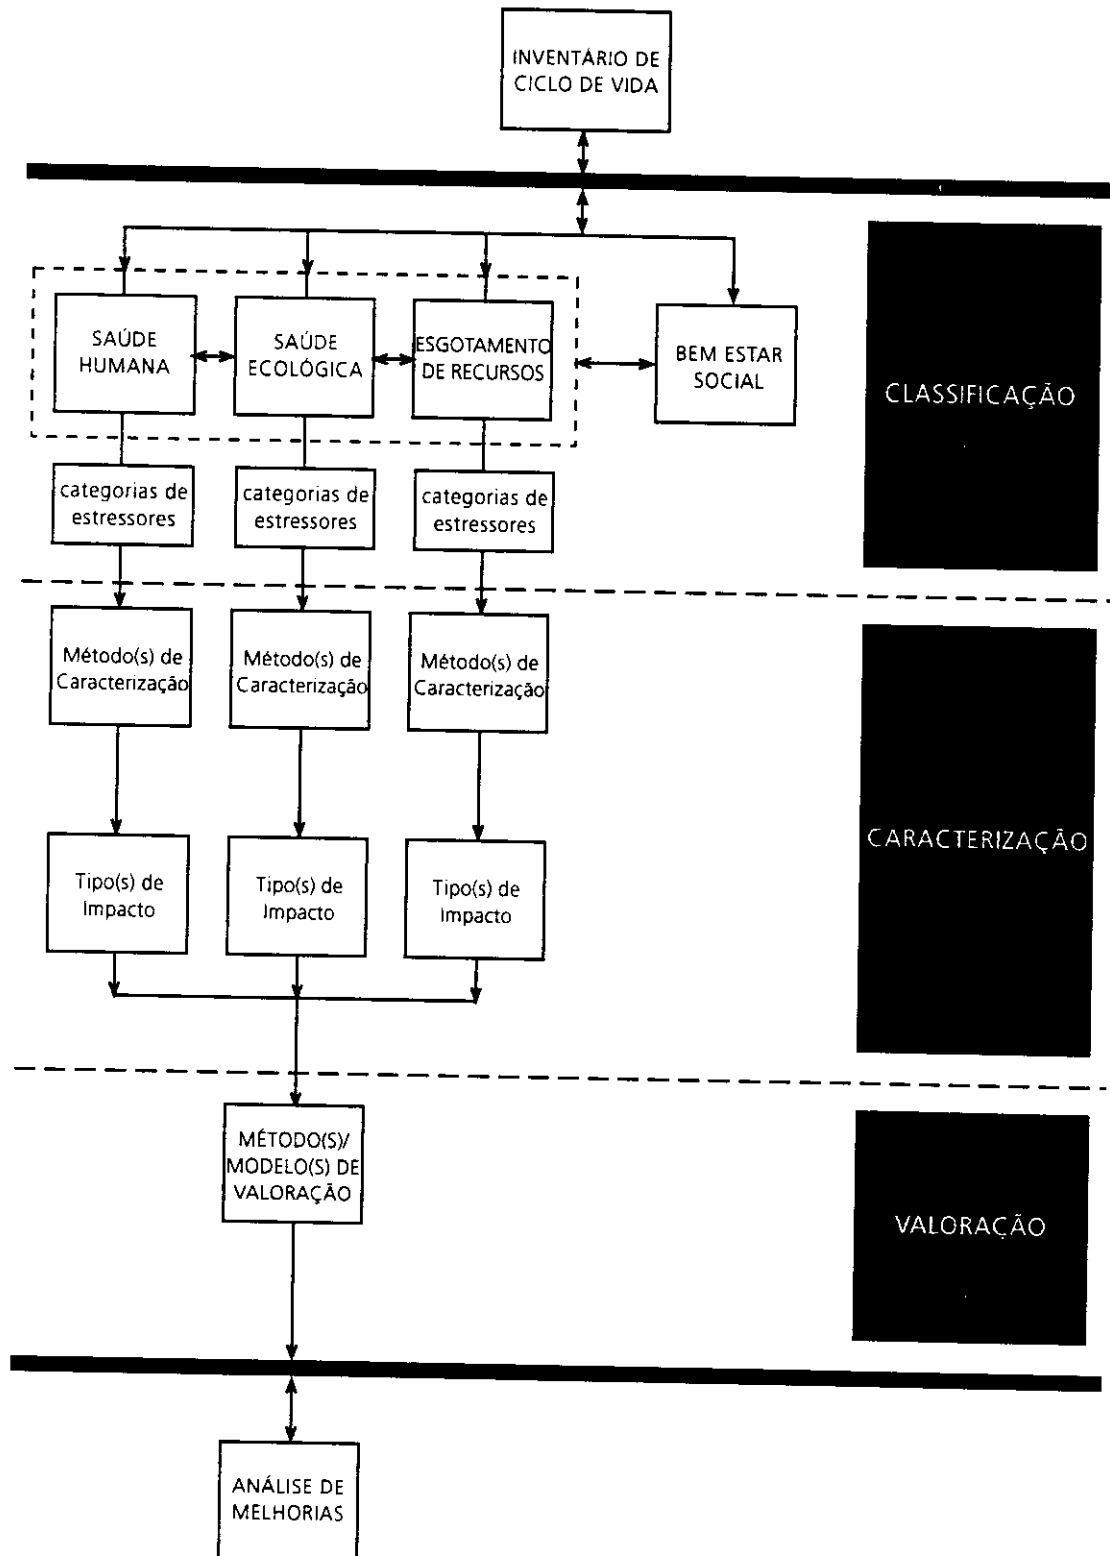 INVENTÁRIO DE
CICLO DE VIDA
SAÚDE
HUMANA
SAÚDE
ECOLÓGICA
ESGOTAMENTO
DE RECURSOS
BEM ESTAR
SOCIAL
CLASSIFICAÇÃO
categorias de
estressores
categorias de
estressores
categorias de
estressores
Método(s) de
Caracterização
Método(s) de
Caracterização
Método(s) de
Caracterização
CARACTERIZAÇÃO
Tipo(s) de
Impacto
Tipo(s) de
Impacto
Tipo(s) de
Impacto
MÉTODO(S)/
MODELO(S) DE
VALORAÇÃO
VALORAÇÃO
ANÁLISE DE
MELHORIAS